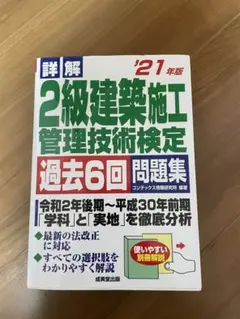 詳解
'21年版
2級建築施工
管理技術検定
過去6回問題集
コンデックス情報研究所 編著
令和2年後期~平成30年前期
「学科」と「実地」を徹底分析
◆最新の法改正
に対応
◆すべての選択肢を
わかりやすく解説
使いやすい
別冊解説
成美堂出版